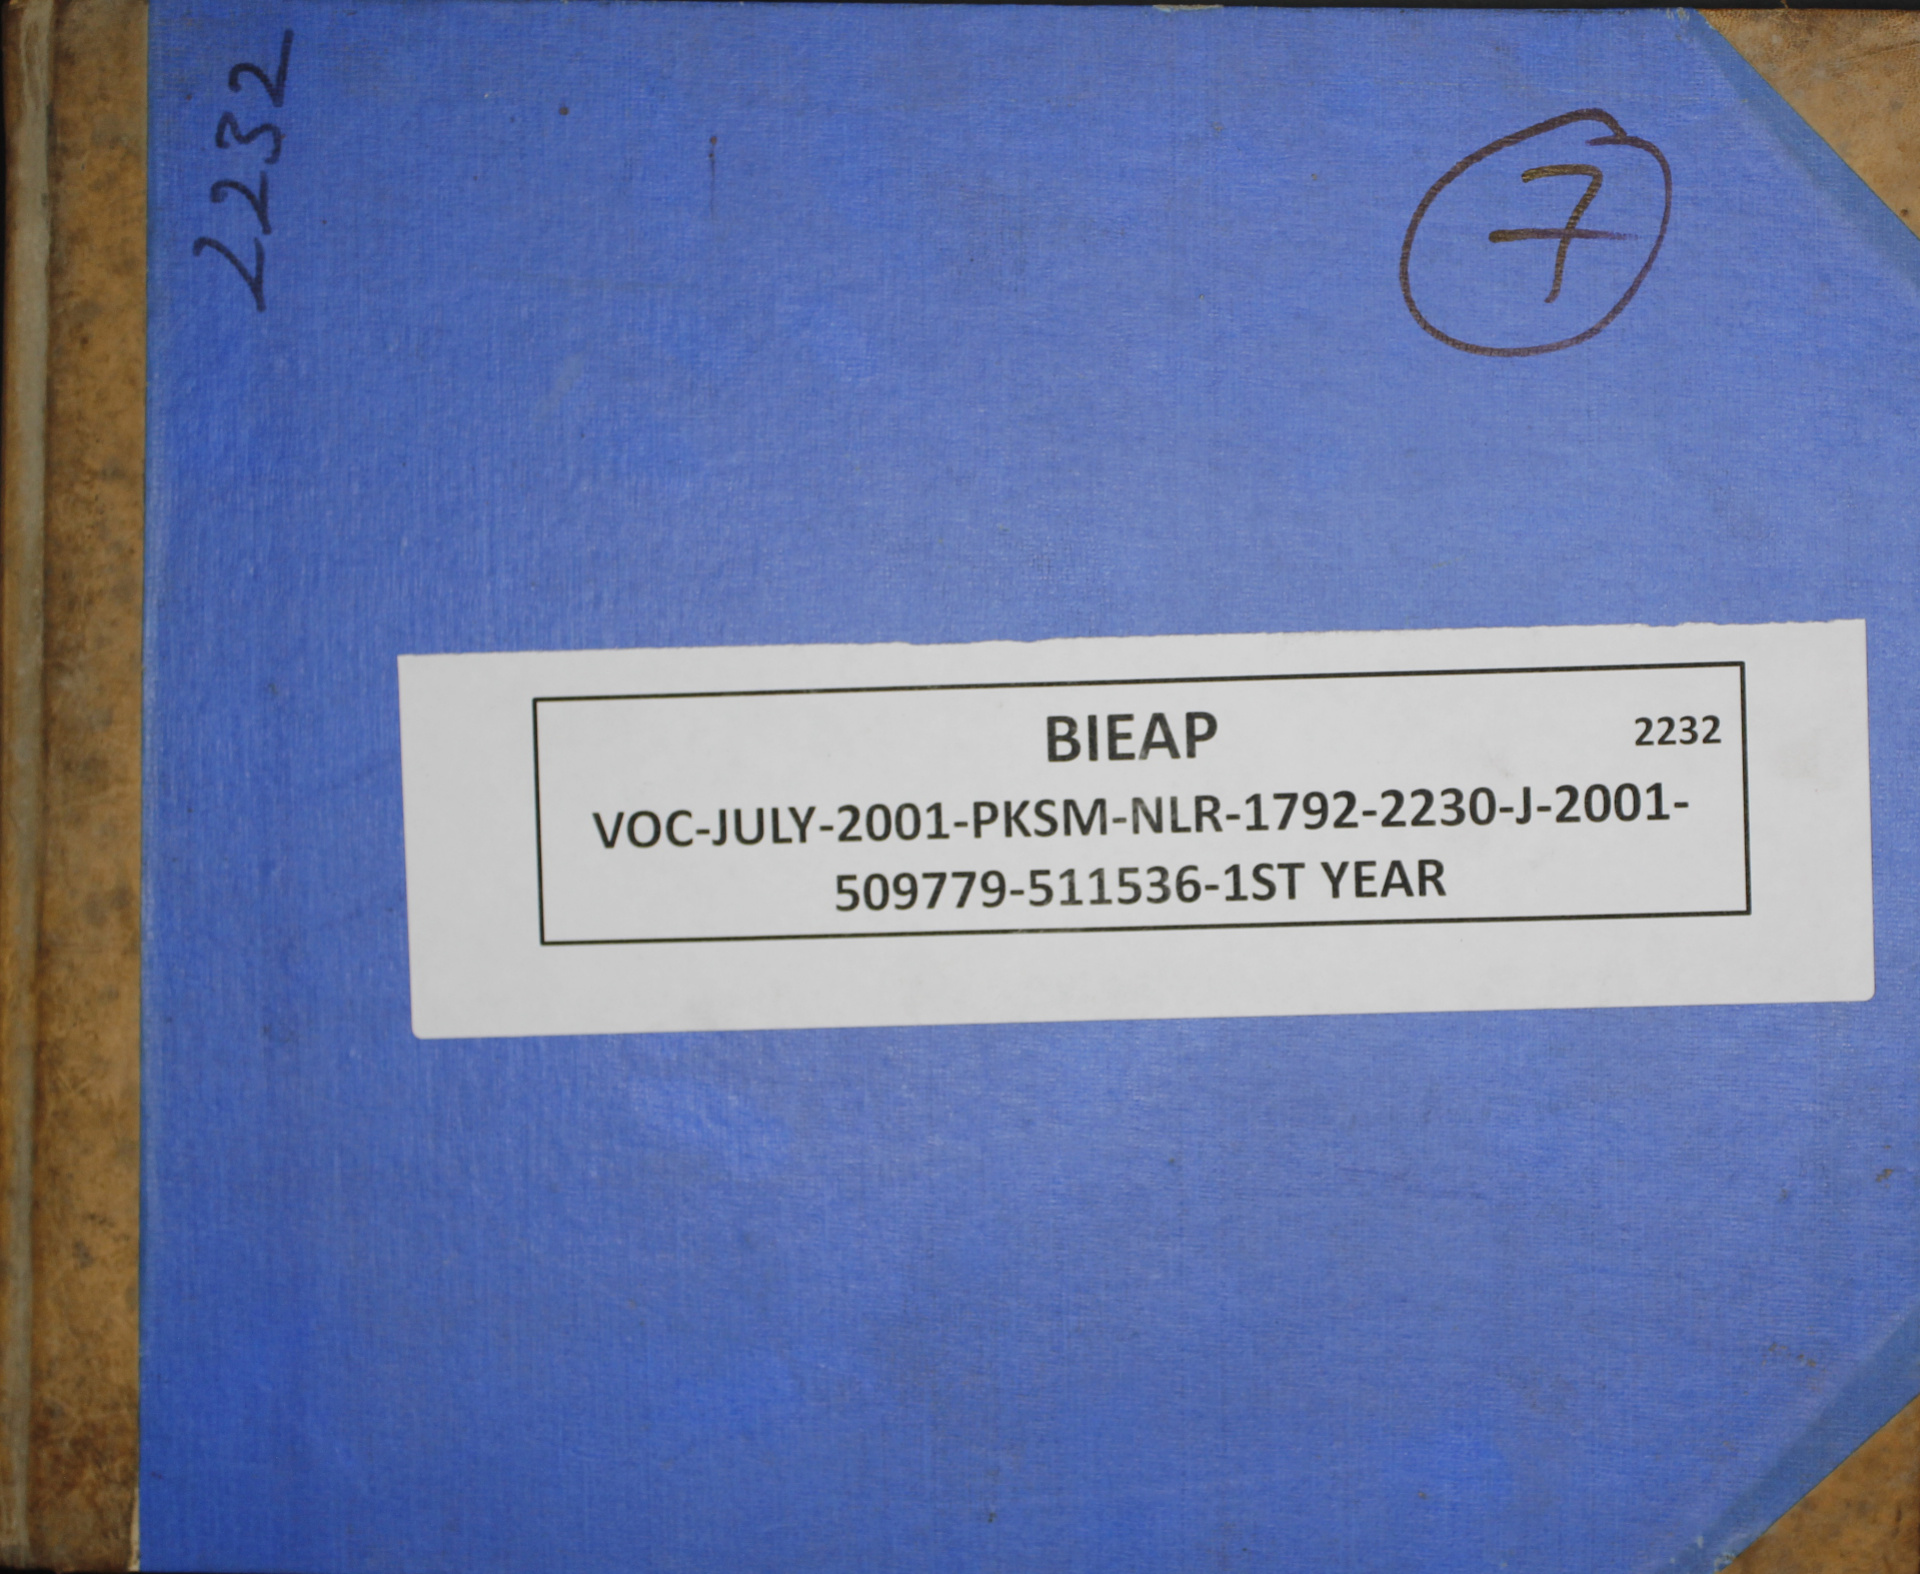 2232
7
BIEAP
2232
VOC-JULY-2001-PKSM-NLR-1792-2230-J-2001-
509779-511536-1ST YEAR